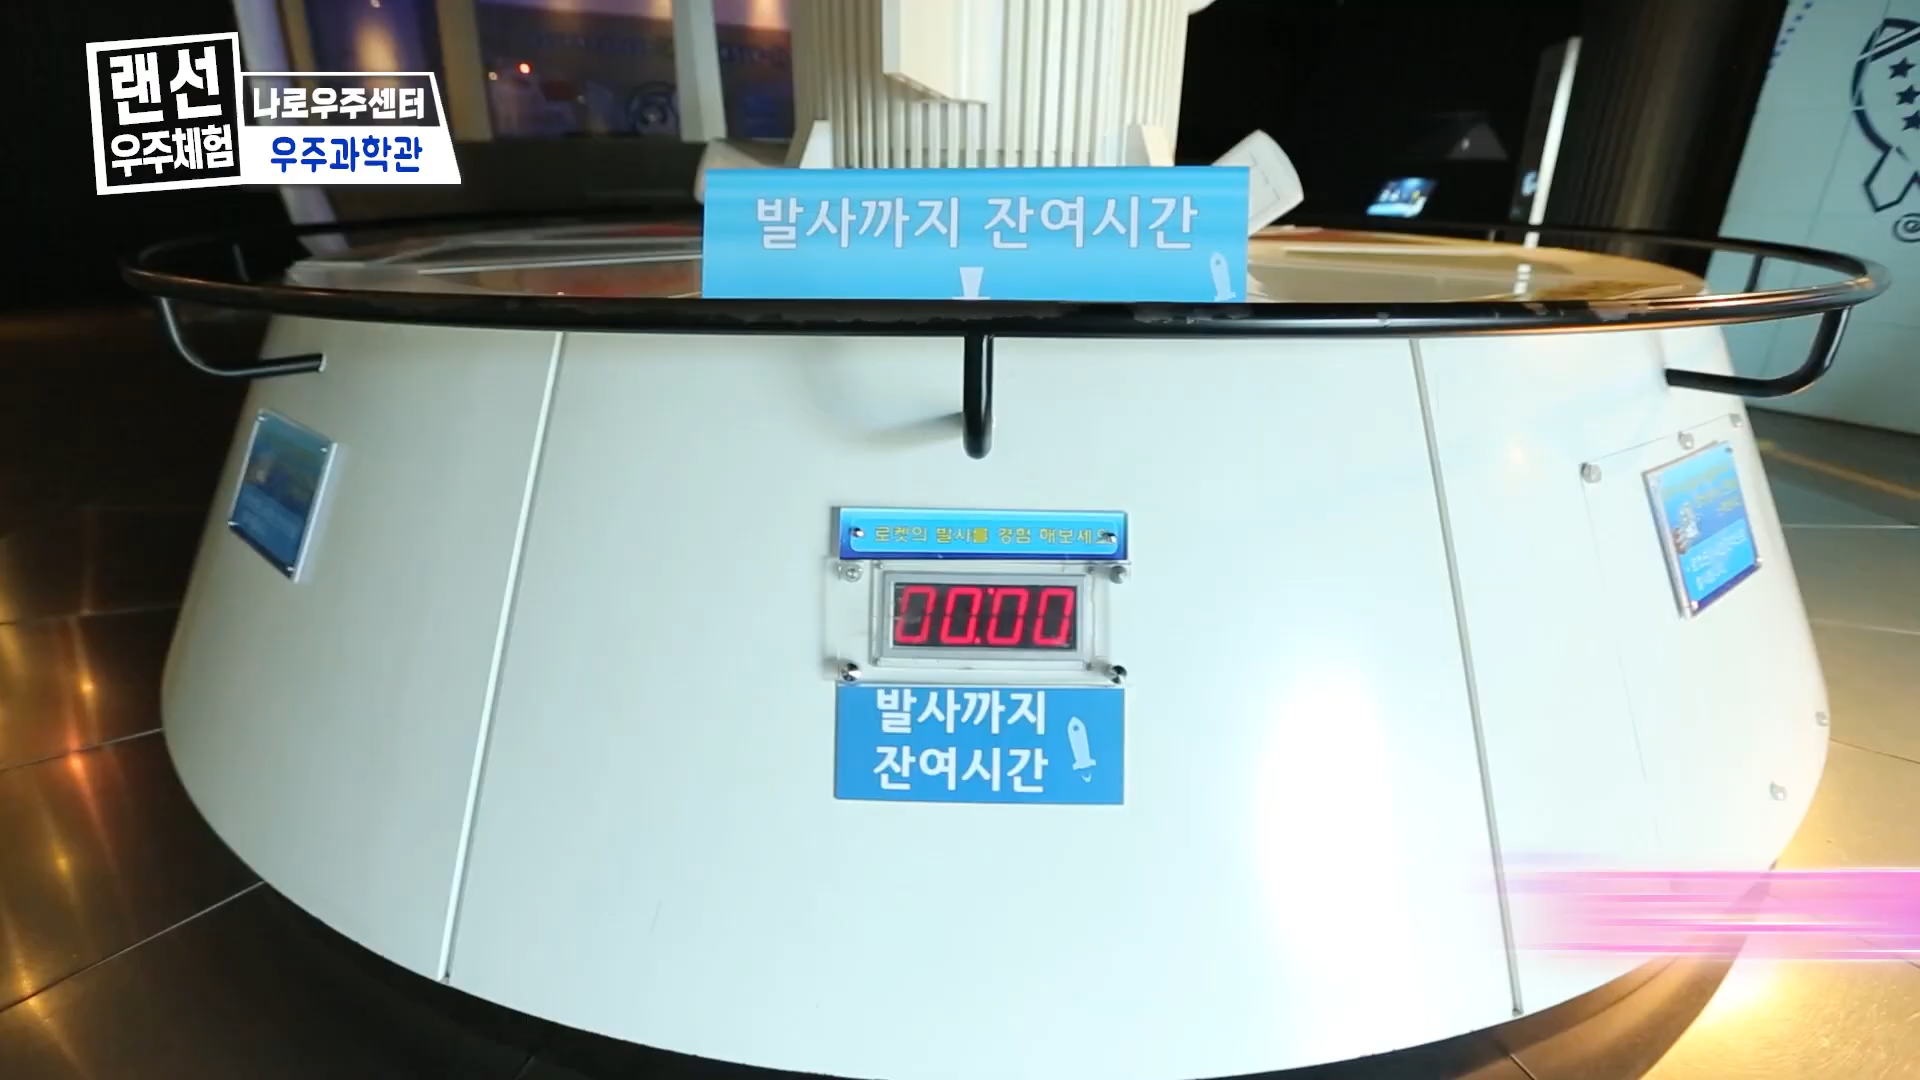 랜선
우주체험
나로우주센터
우주과학관
발사까지 잔여시간
로켓의 발사를 경험 해보세요
00:00
발사까지
잔여시간